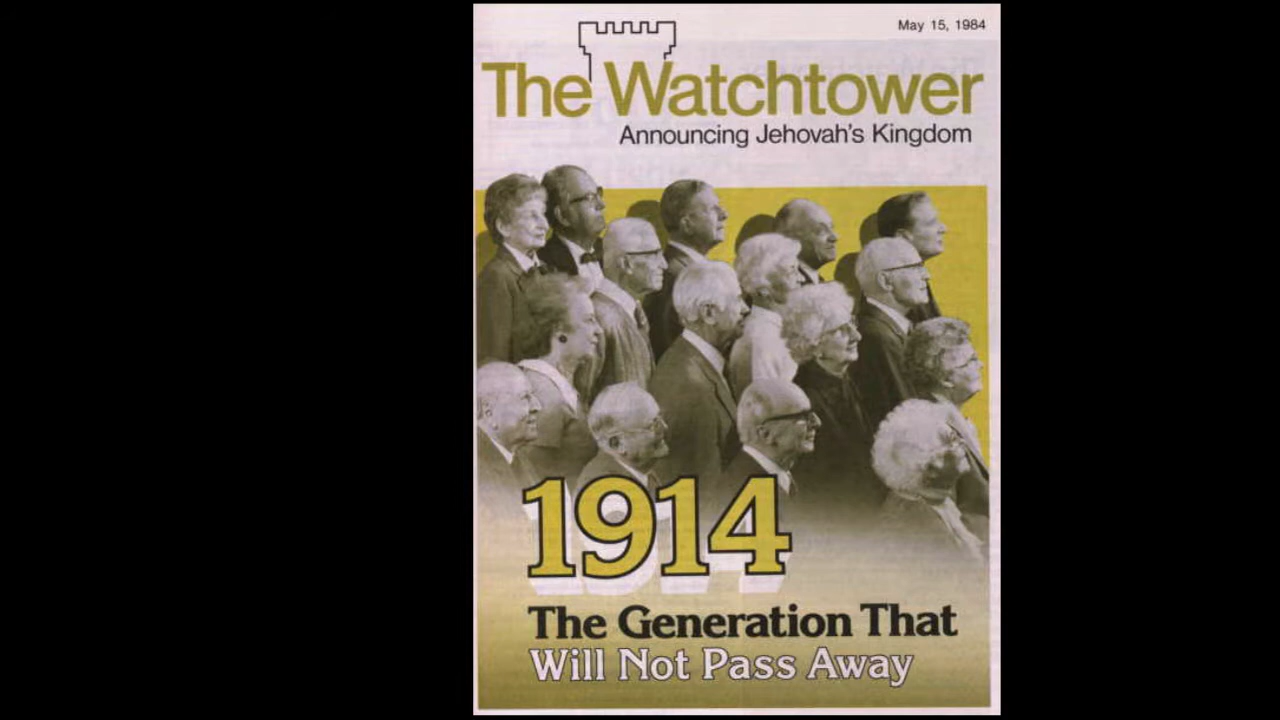 May 15, 1984
The Watchtower
Announcing Jehovah's Kingdom
1914
The Generation That
Will Not Pass Away